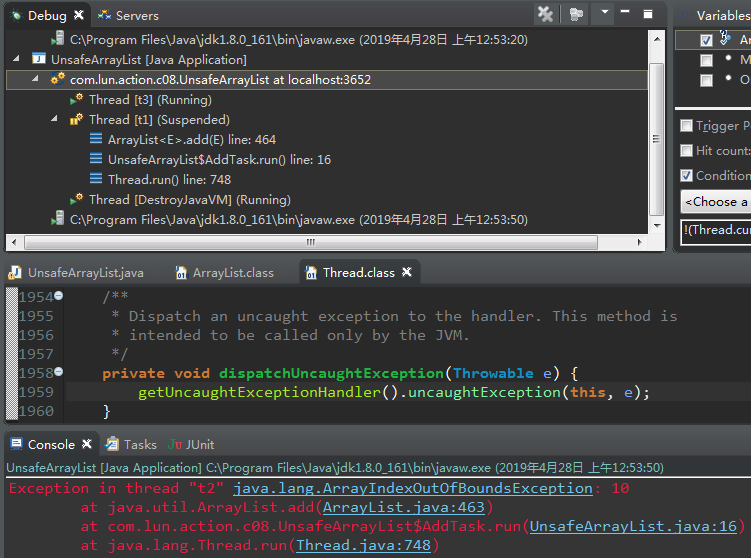 Debug Servers
Variables
C:\Program Files\Java\jdk1.8.0_161\bin\javaw.exe (2019年4月28日 上午12:53:20)
UnsafeArrayList [Java Application]
com.lun.action.c08.UnsafeArrayList at localhost:3652
Thread [t3] (Running)
Thread [t1] (Suspended)
ArrayList<E>.add(E) line: 464
UnsafeArrayList$AddTask.run() line: 16
Thread.run() line: 748
Thread [DestroyJavaVM] (Running)
C:\Program Files\Java\jdk1.8.0_161\bin\javaw.exe (2019年4月28日 上午12:53:50)
Ar
M
O
Trigger P
Hit count:
Condition
<Choose a
!(Thread.cur
UnsafeArrayList.java ArrayList.class Thread.class
1954 /**
1955 * Dispatch an uncaught exception to the handler. This method is
1956 * intended to be called only by the JVM.
1957 */
1958 private void dispatchUncaughtException(Throwable e) {
1959 getUncaughtExceptionHandler().uncaughtException(this, e);
1960 }
Console Tasks JUnit
UnsafeArrayList [Java Application] C:\Program Files\Java\jdk1.8.0_161\bin\javaw.exe (2019年4月28日 上午12:53:50)
Exception in thread "t2" java.lang.ArrayIndexOutOfBoundsException: 10
at java.util.ArrayList.add(ArrayList.java:463)
at com.lun.action.c08.UnsafeArrayList$AddTask.run(UnsafeArrayList.java:16)
at java.lang.Thread.run(Thread.java:748)